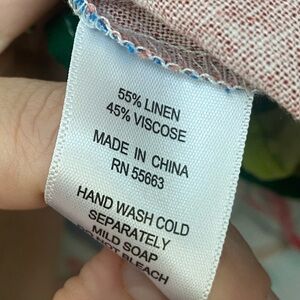 55% LINEN
45% VISCOSE
MADE IN CHINA
RN 55663
HAND WASH COLD
SEPARATELY
MILD SOAP
NOT BLEACH